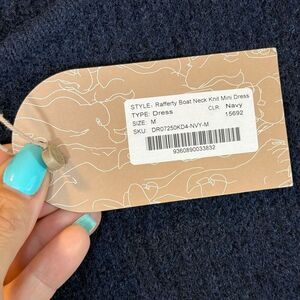 STYLE: Rafferty Boat Neck Knit Mini Dress
TYPE: Dress CLR. Navy
SIZE: M 15692
SKU: DR07250KD4-NVY-M
9360890033832